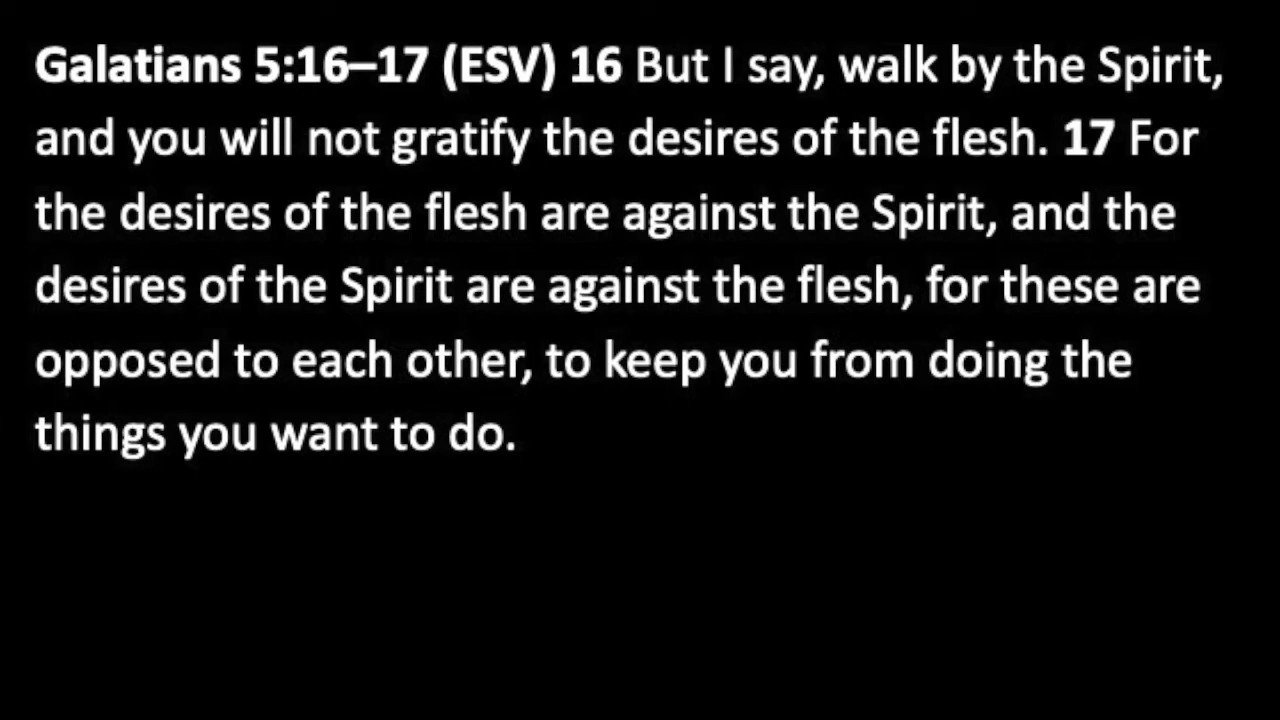 Galatians 5:16–17 (ESV) 16 But I say, walk by the Spirit,
and you will not gratify the desires of the flesh. 17 For
the desires of the flesh are against the Spirit, and the
desires of the Spirit are against the flesh, for these are
opposed to each other, to keep you from doing the
things you want to do.